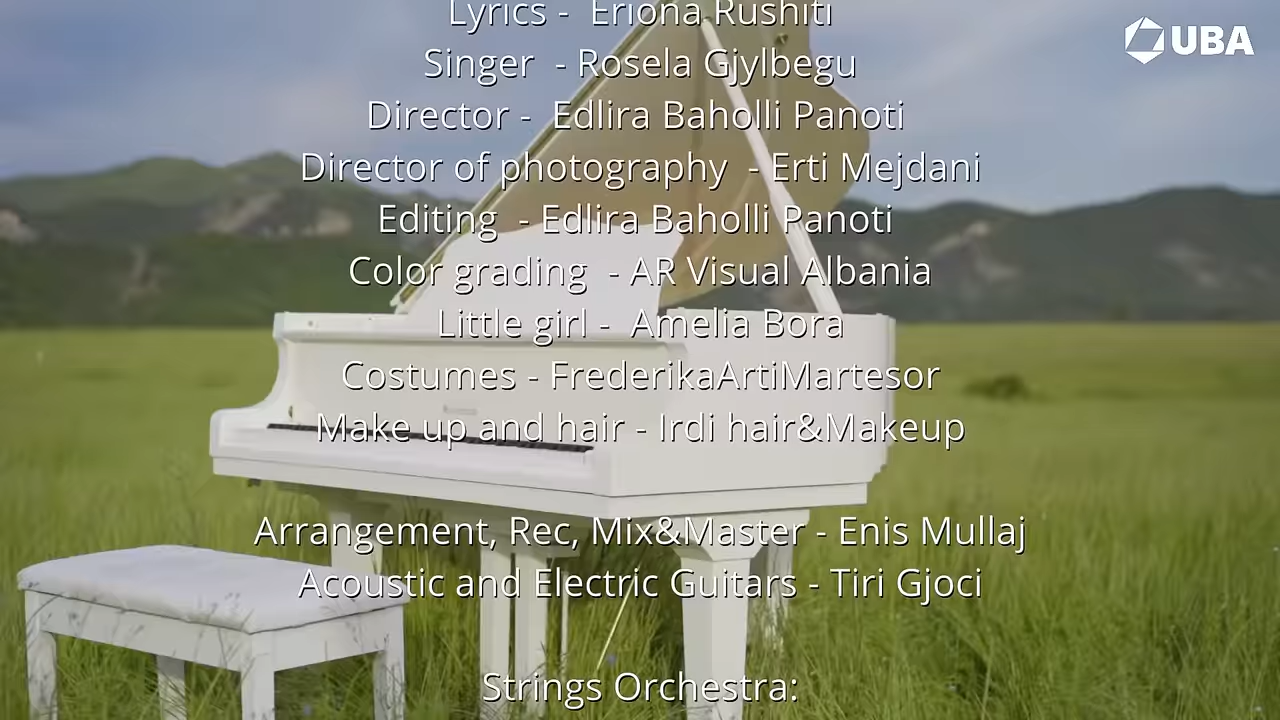 Lyrics - Eriona Rushiti
UBA
Singer - Rosela Gjylbegu
Director - Edlira Baholli Panoti
Director of photography - Erti Mejdani
Editing - Edlira Baholli Panoti
Color grading - AR Visual Albania
Little girl - Amelia Bora
Costumes - FrederikaArtiMartesor
Make up and hair - Irdi hair&Makeup
Arrangement, Rec, Mix&Master - Enis Mullaj
Acoustic and Electric Guitars - Tiri Gjoci
Strings Orchestra: